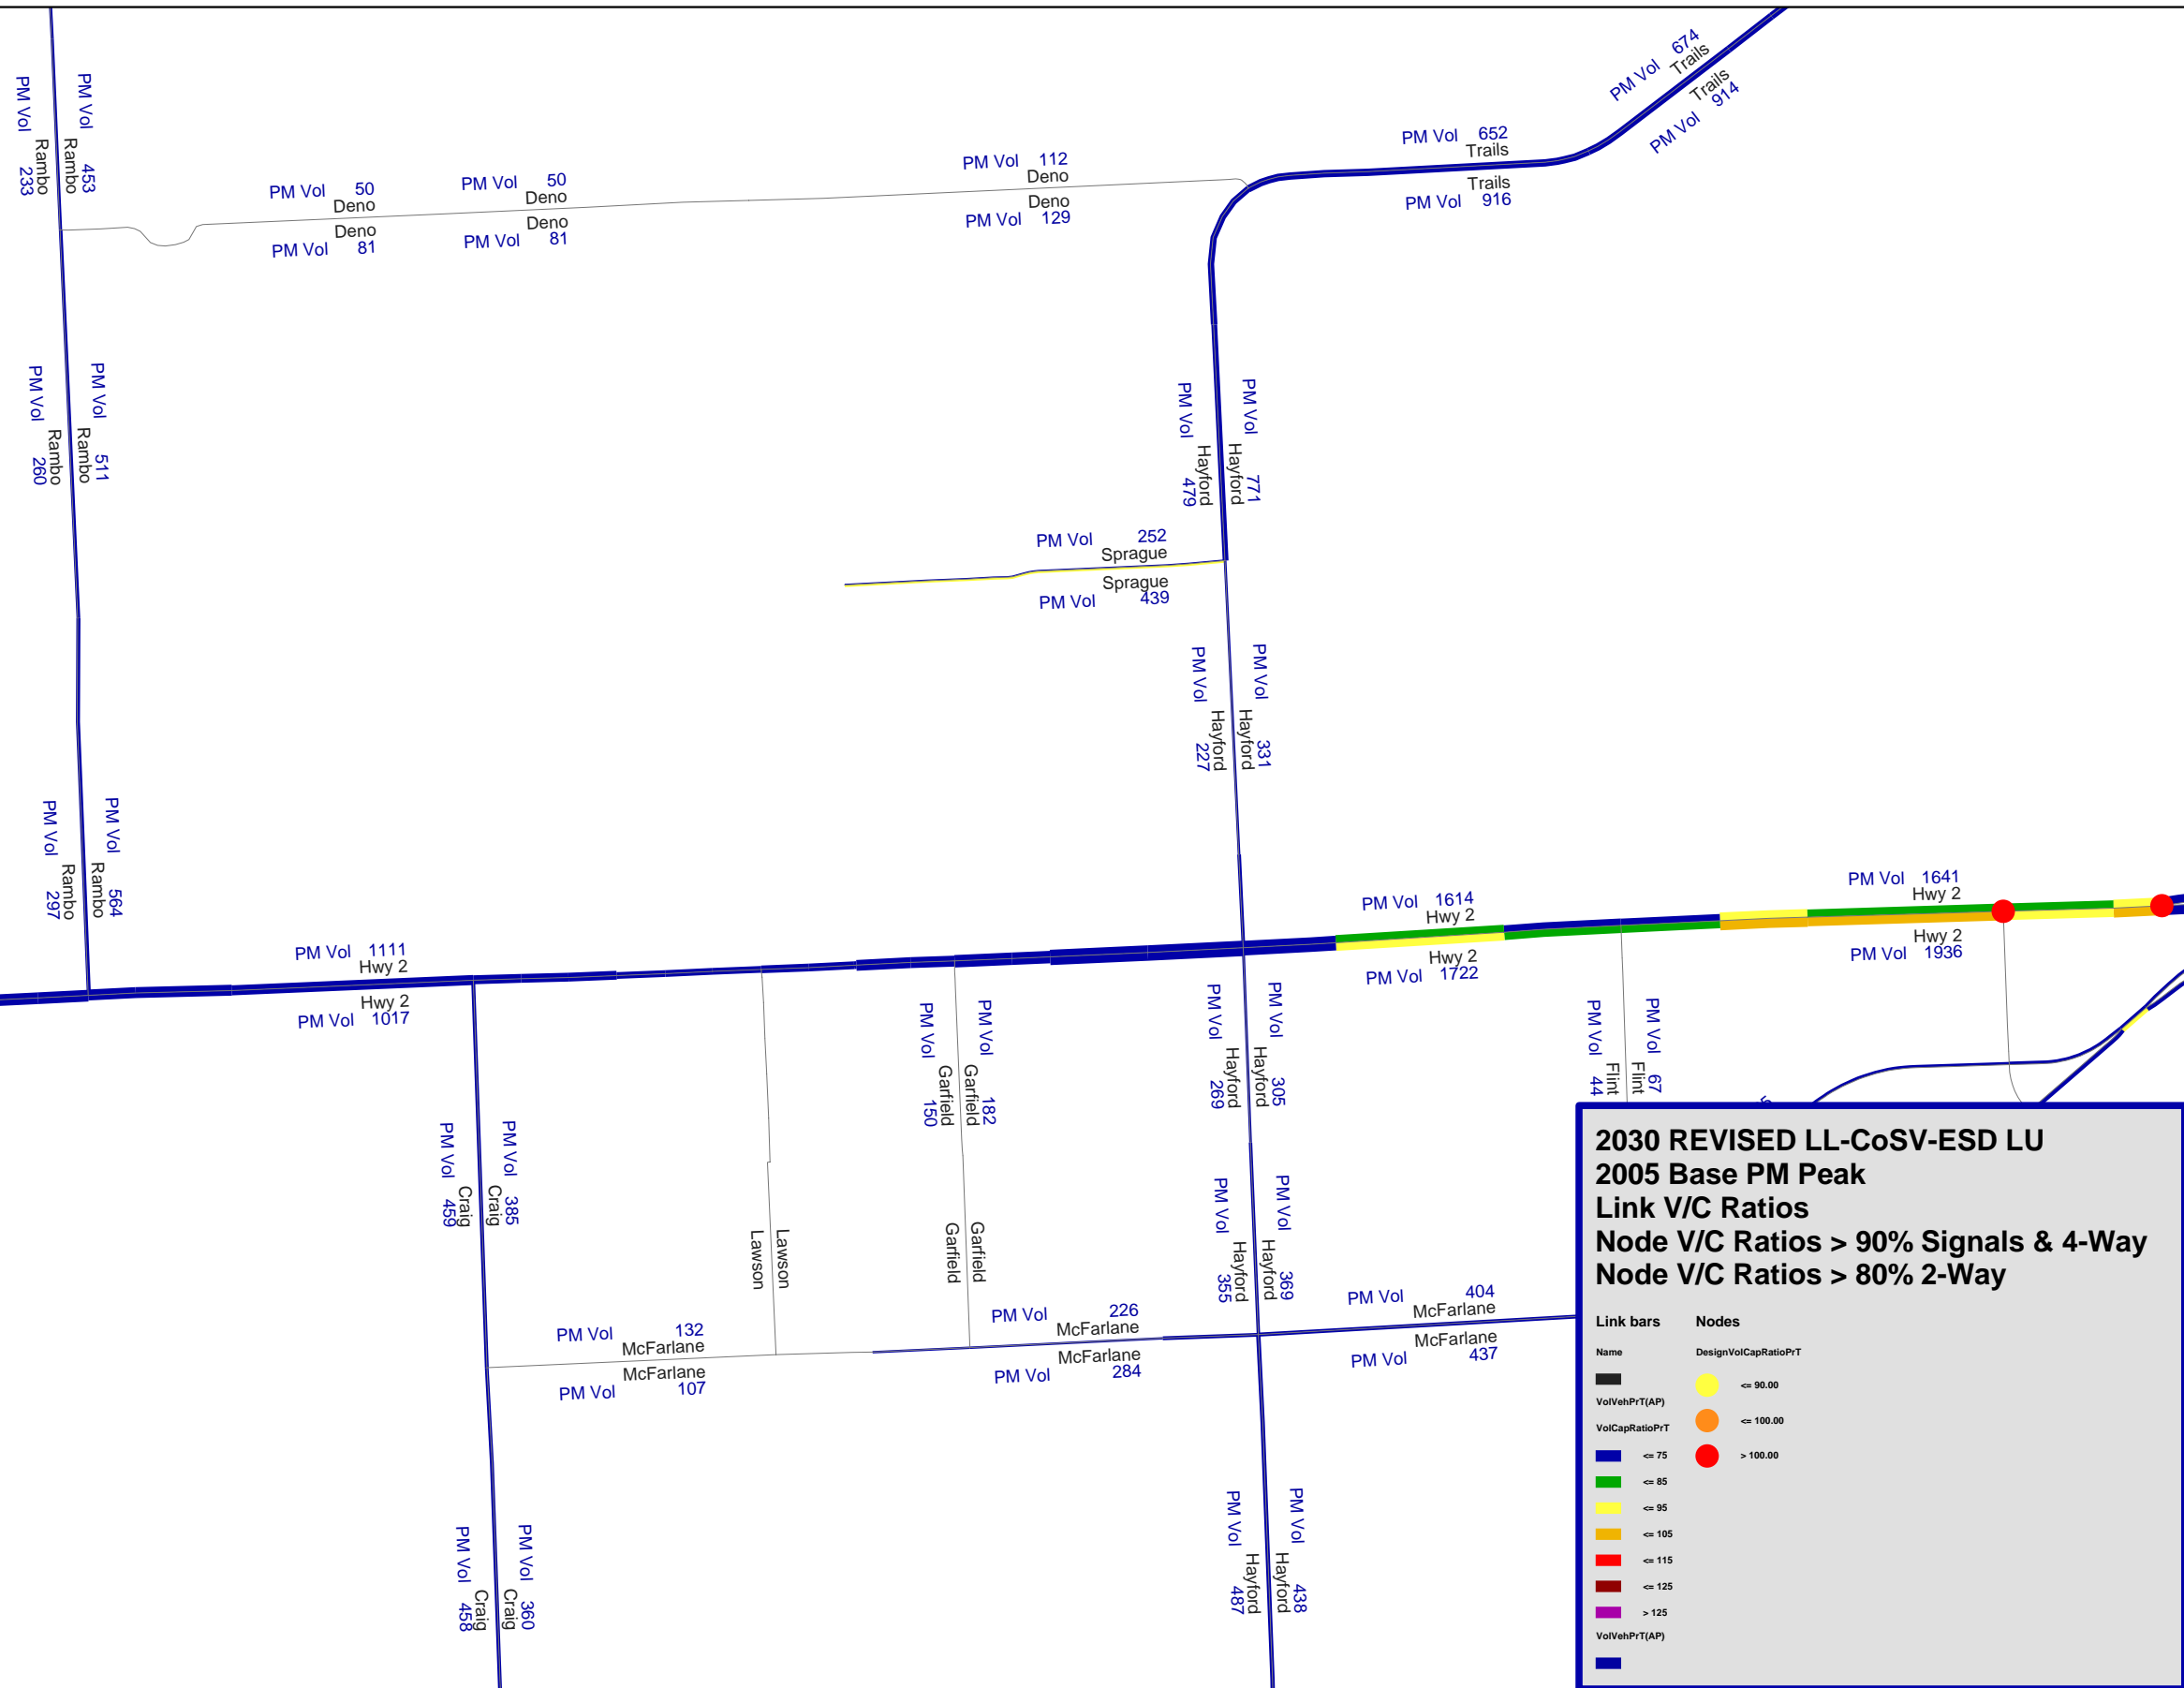 PM Vol 674
Trails
Trails
PM Vol 914
PM Vol 652
Trails
Trails
PM Vol 916
PM Vol 453
Rambo
Rambo
PM Vol 233
PM Vol 50
Deno
Deno
PM Vol 81
PM Vol 50
Deno
Deno
PM Vol 81
PM Vol 112
Deno
Deno
PM Vol 129
PM Vol 511
Rambo
Rambo
PM Vol 260
PM Vol 771
Hayford
Hayford
PM Vol 479
PM Vol 252
Sprague
Sprague
PM Vol 439
PM Vol 331
Hayford
Hayford
PM Vol 227
PM Vol 564
Rambo
Rambo
PM Vol 297
PM Vol 1111
Hwy 2
Hwy 2
PM Vol 1017
PM Vol 1614
Hwy 2
Hwy 2
PM Vol 1722
PM Vol 1641
Hwy 2
Hwy 2
PM Vol 1936
PM Vol 182
Garfield
Garfield
PM Vol 150
PM Vol 305
Hayford
Hayford
PM Vol 269
PM Vol 67
Flint
Flint
PM Vol 44
PM Vol 385
Craig
Craig
PM Vol 459
Lawson
Lawson
Garfield
Garfield
PM Vol 369
Hayford
Hayford
PM Vol 355
PM Vol 132
McFarlane
McFarlane
PM Vol 107
PM Vol 226
McFarlane
McFarlane
PM Vol 284
PM Vol 404
McFarlane
McFarlane
PM Vol 437
PM Vol 360
Craig
Craig
PM Vol 458
PM Vol 438
Hayford
Hayford
PM Vol 487
2030 REVISED LL-CoSV-ESD LU
2005 Base PM Peak
Link V/C Ratios
Node V/C Ratios > 90% Signals & 4-Way
Node V/C Ratios > 80% 2-Way
Link bars
Name
VolVehPrT(AP)
VolCapRatioPrT
<= 75
<= 85
<= 95
<= 105
<= 115
<= 125
> 125
VolVehPrT(AP)
Nodes
DesignVolCapRatioPrT
<= 90.00
<= 100.00
> 100.00